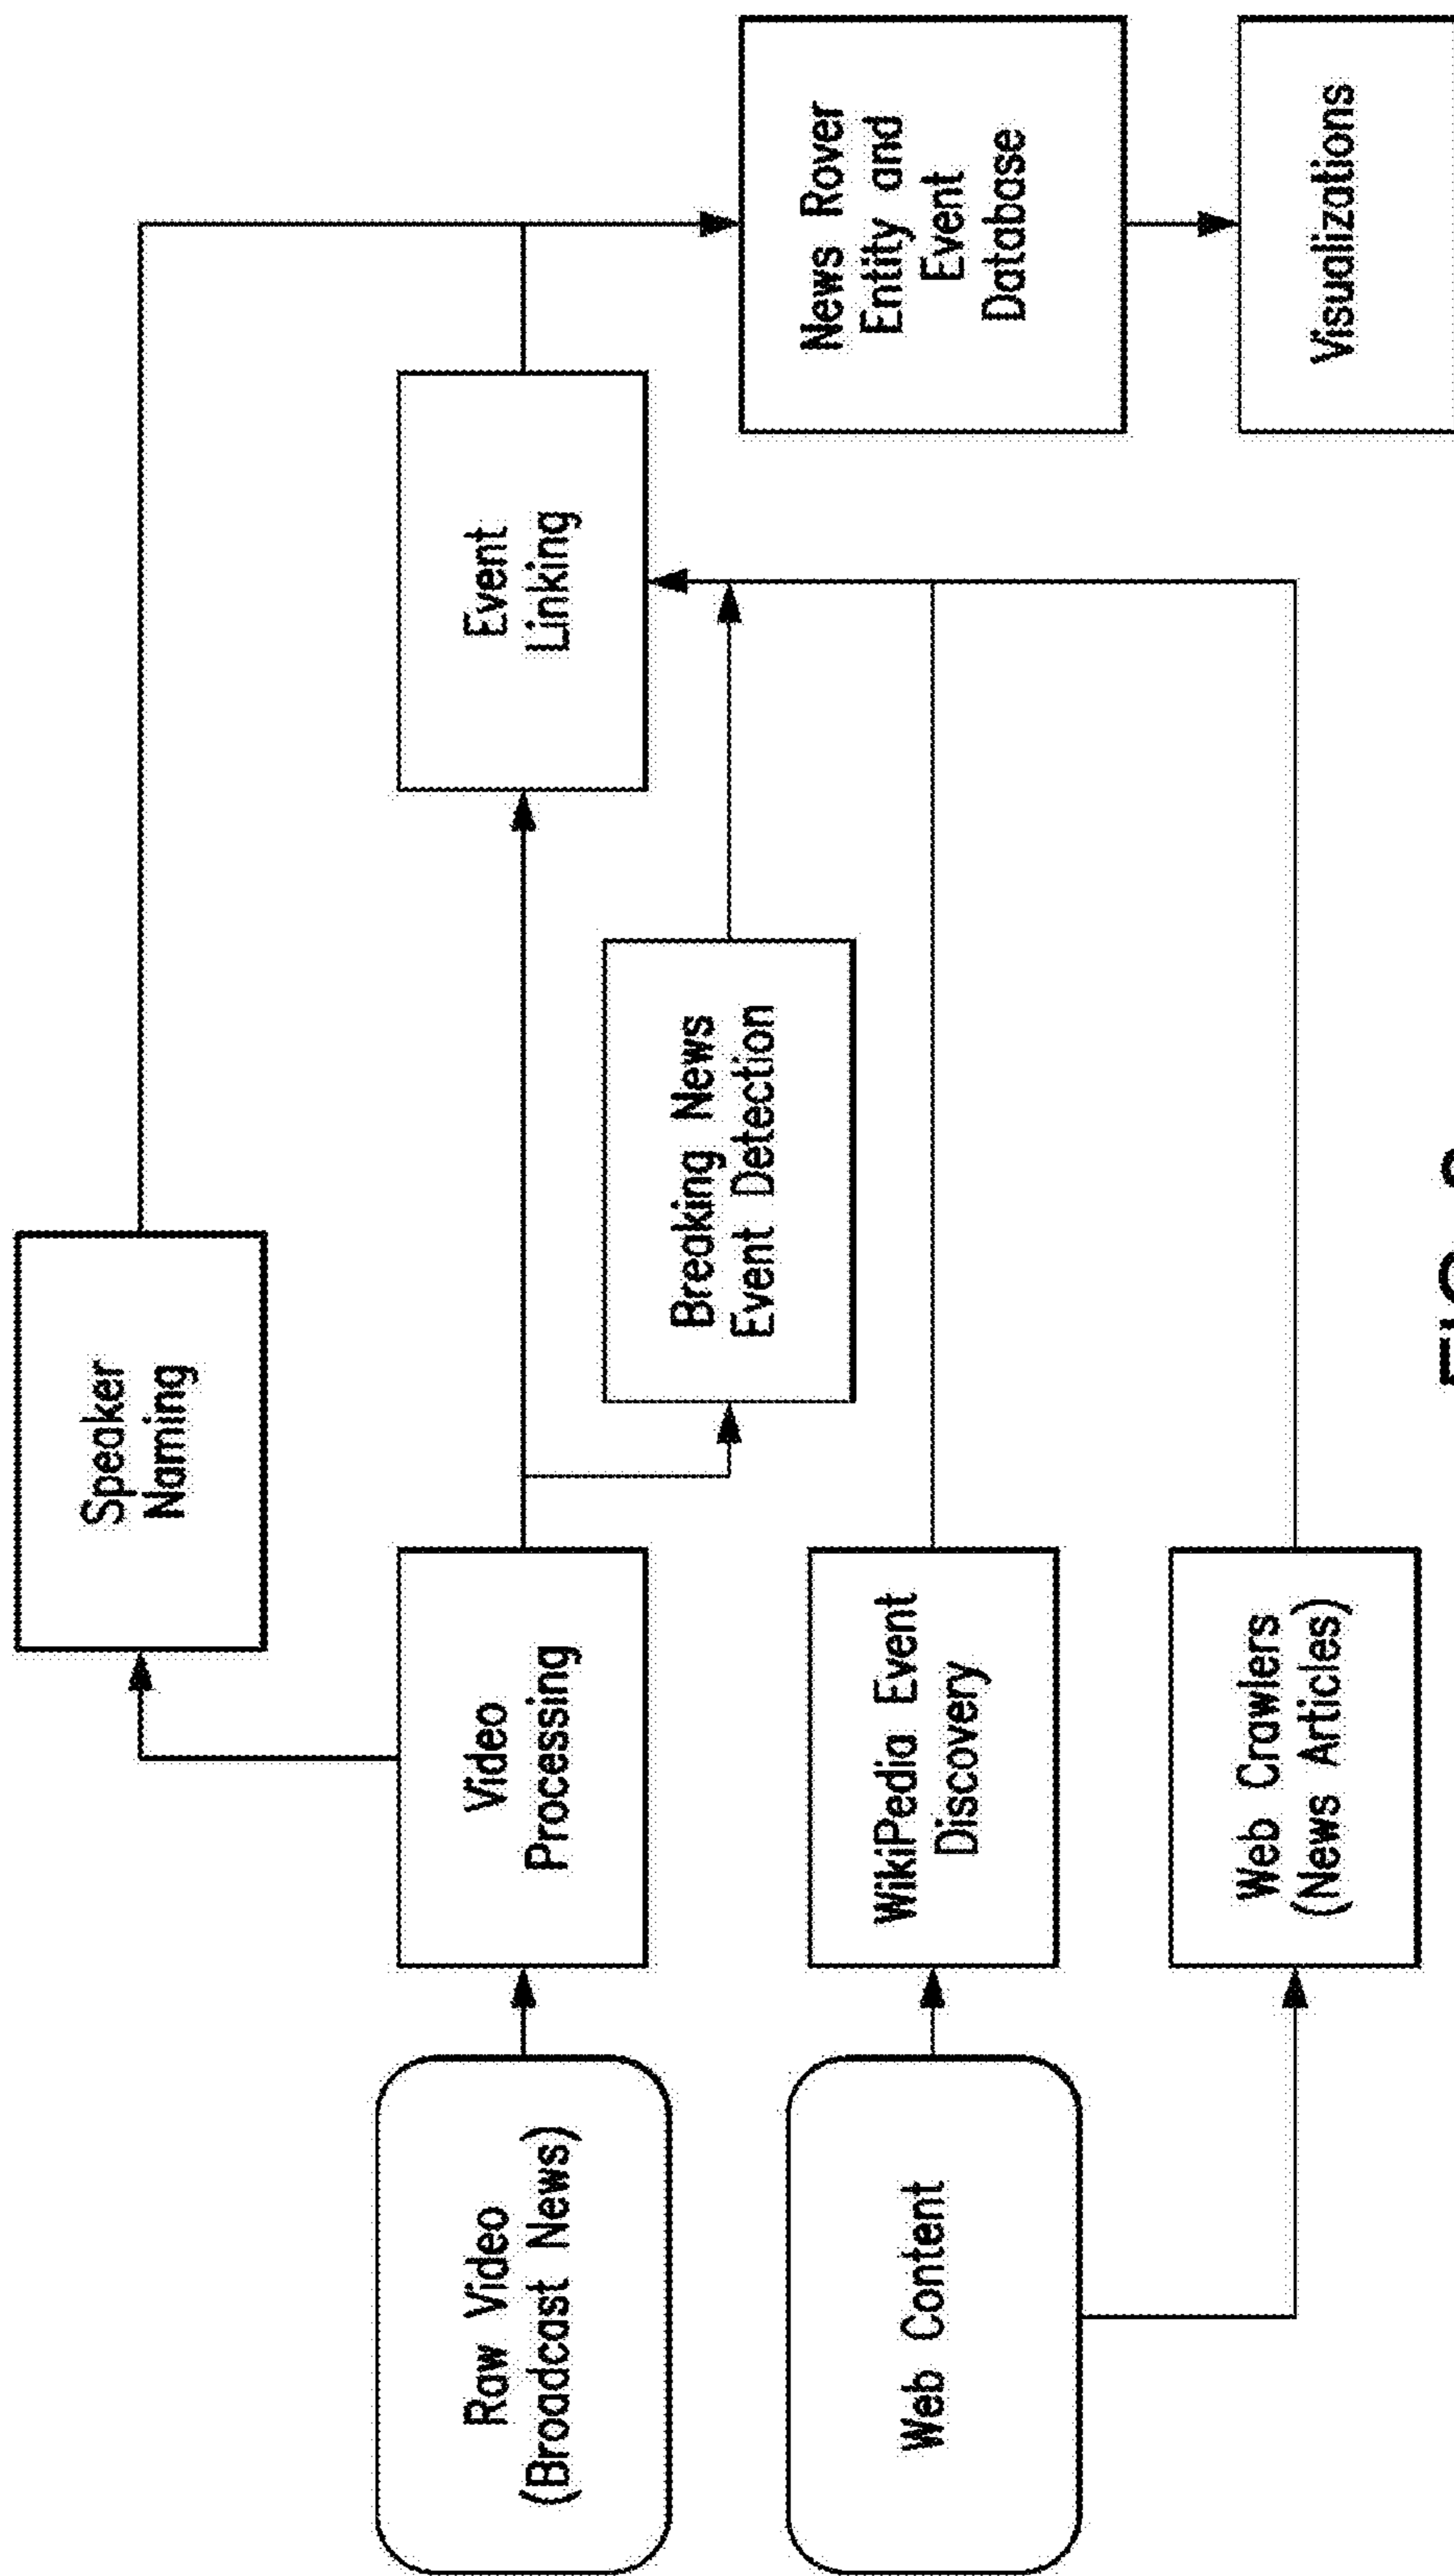 Speaker
Naming
Raw Video
(Broadcast News)
Video
Processing
Event
Linking
Breaking News
Event Detection
Web Content
WikiPedia Event
Discovery
News Rover
Entity and
Event
Database
Web Crawlers
(News Articles)
Visualizations